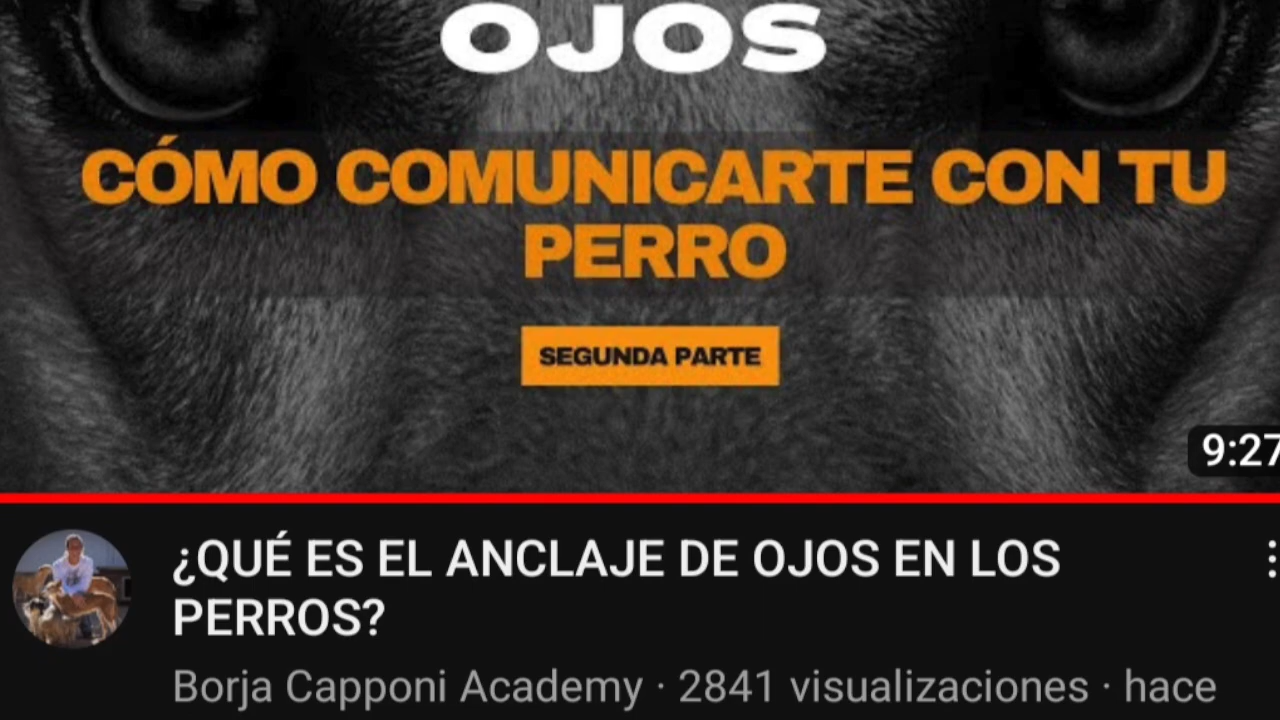 OJOS
CÓMO COMUNICARTE CON TU
PERRO
SEGUNDA PARTE
9:27
¿QUÉ ES EL ANCLAJE DE OJOS EN LOS
PERROS?
Borja Capponi Academy · 2841 visualizaciones · hace